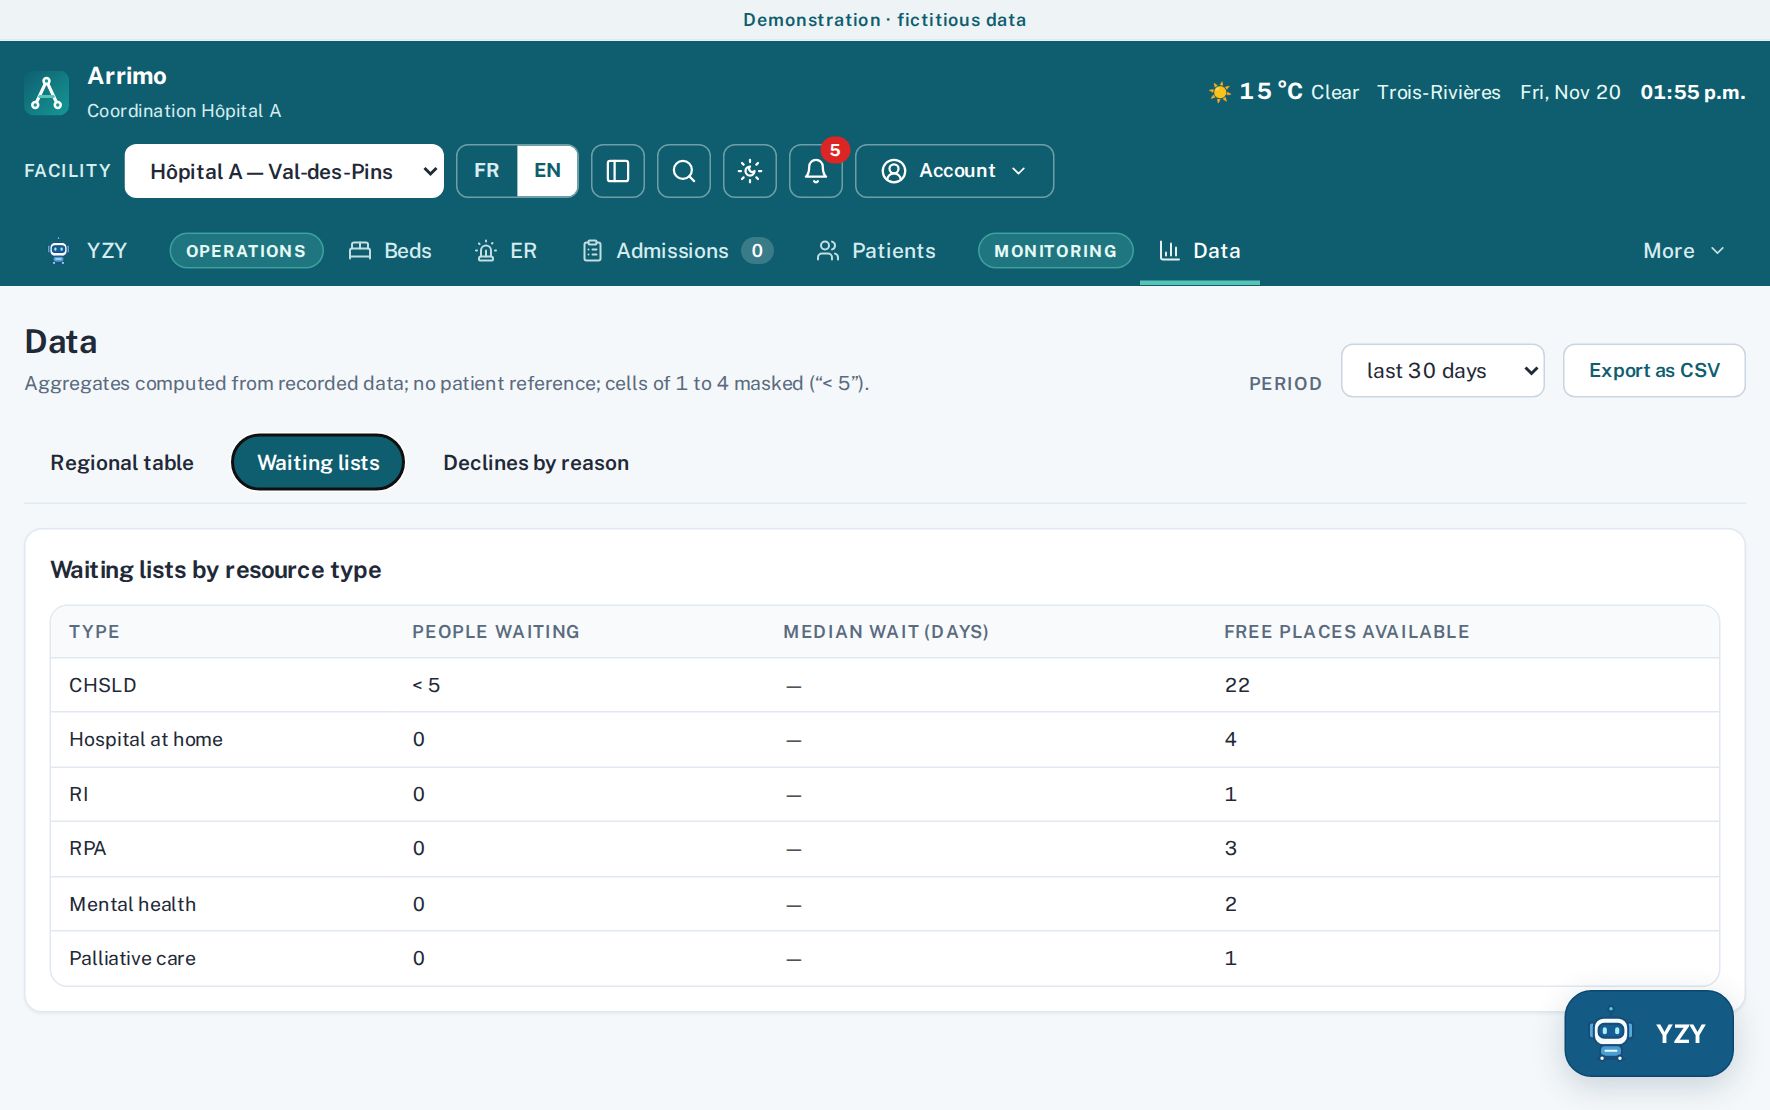 Demonstration · fictitious data
Arrimo
Coordination Hôpital A
15 °C Clear Trois-Rivières Fri, Nov 20 01:55 p.m.
FACILITY Hôpital A — Val-des-Pins FR EN 5 Account
YZY OPERATIONS Beds ER Admissions 0 Patients MONITORING Data More
Data
Aggregates computed from recorded data; no patient reference; cells of 1 to 4 masked (“< 5”).
PERIOD last 30 days Export as CSV
Regional table Waiting lists Declines by reason
Waiting lists by resource type
TYPE PEOPLE WAITING MEDIAN WAIT (DAYS) FREE PLACES AVAILABLE
CHSLD < 5 — 22
Hospital at home 0 — 4
RI 0 — 1
RPA 0 — 3
Mental health 0 — 2
Palliative care 0 — 1
YZY